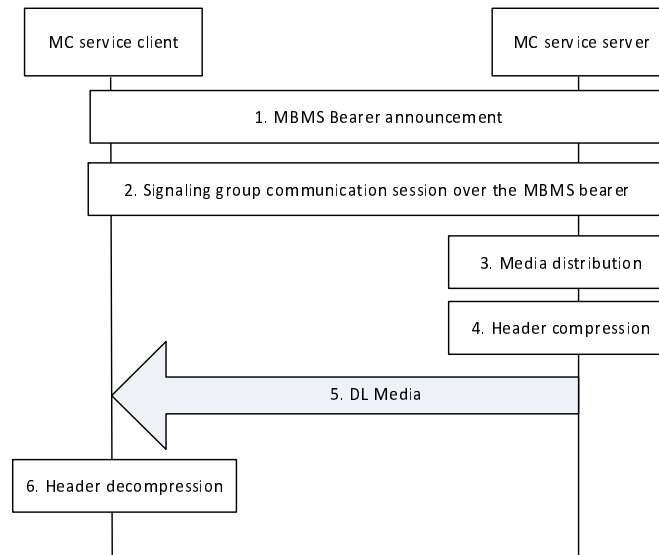 MC service client
MC service server
1. MBMS Bearer announcement
2. Signaling group communication session over the MBMS bearer
3. Media distribution
4. Header compression
5. DL Media
6. Header decompression